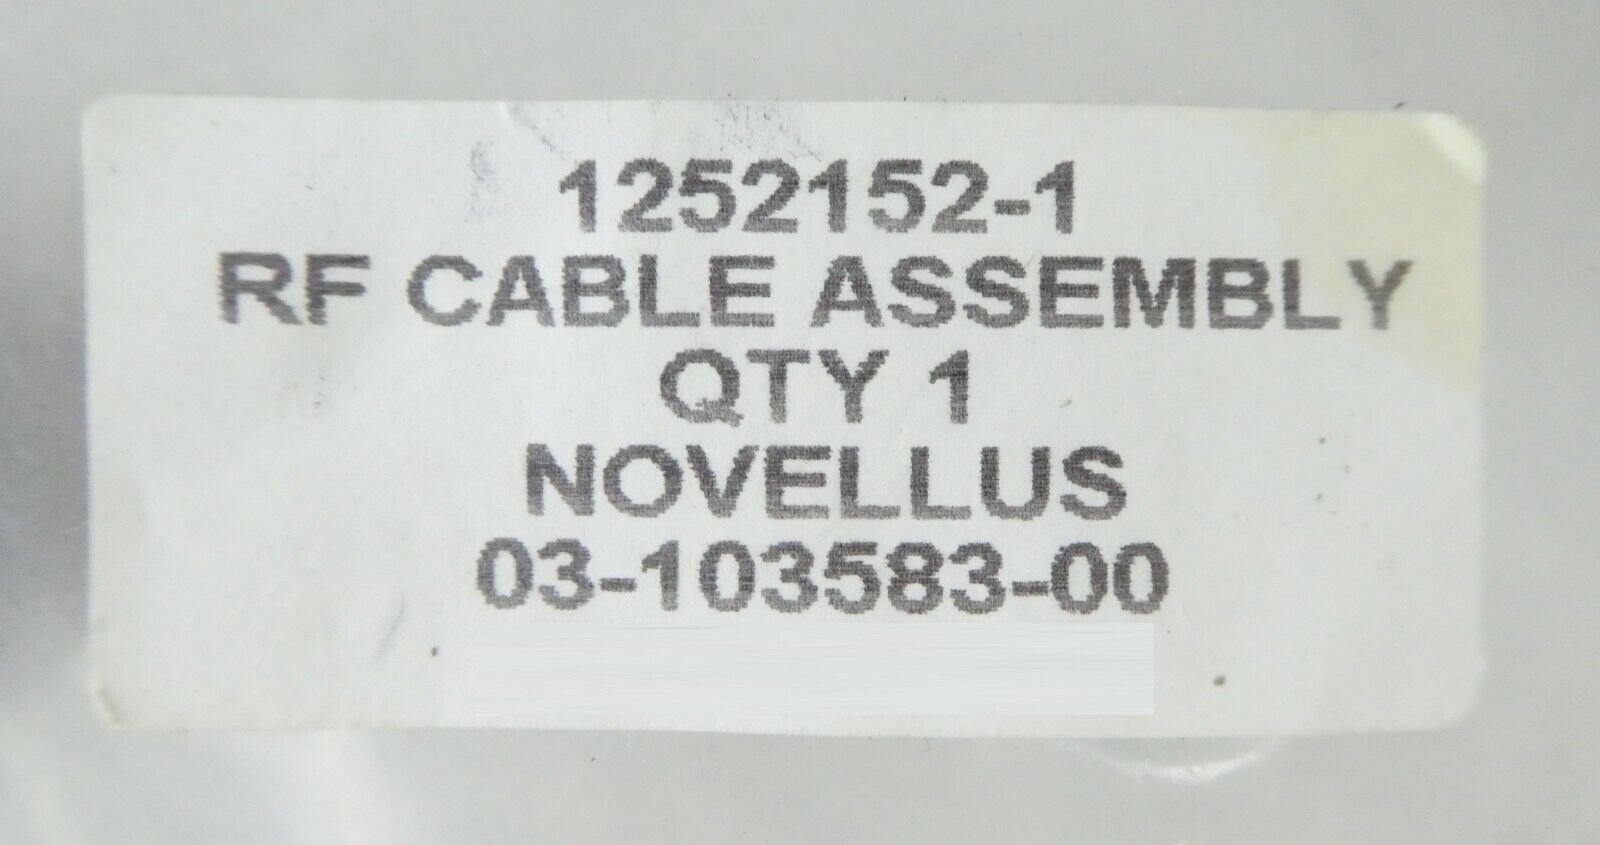 1252152-1
RF CABLE ASSEMBLY
QTY 1
NOVELLUS
03-103583-00